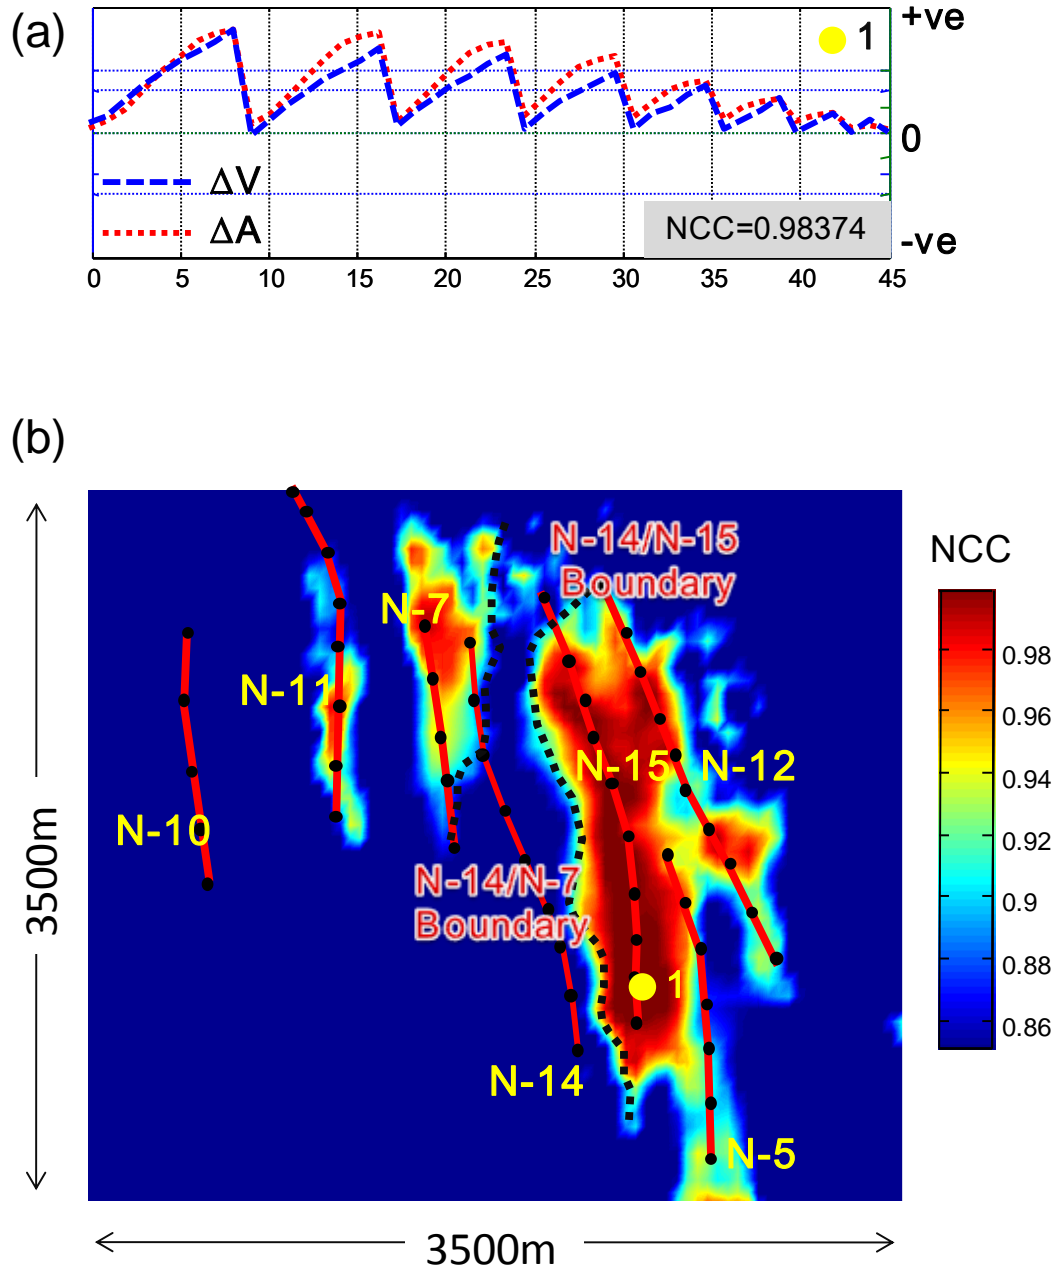 (a)
+ve
1
0
ΔV
ΔA
NCC=0.98374
-ve
0 5 10 15 20 25 30 35 40 45
(b)
N-14/N-15
Boundary
NCC
N-7
0.98
N-11
0.96
N-15 N-12
0.94
3500m
N-10
0.92
N-14/N-7
Boundary
0.9
0.88
1
0.86
N-14
N-5
3500m